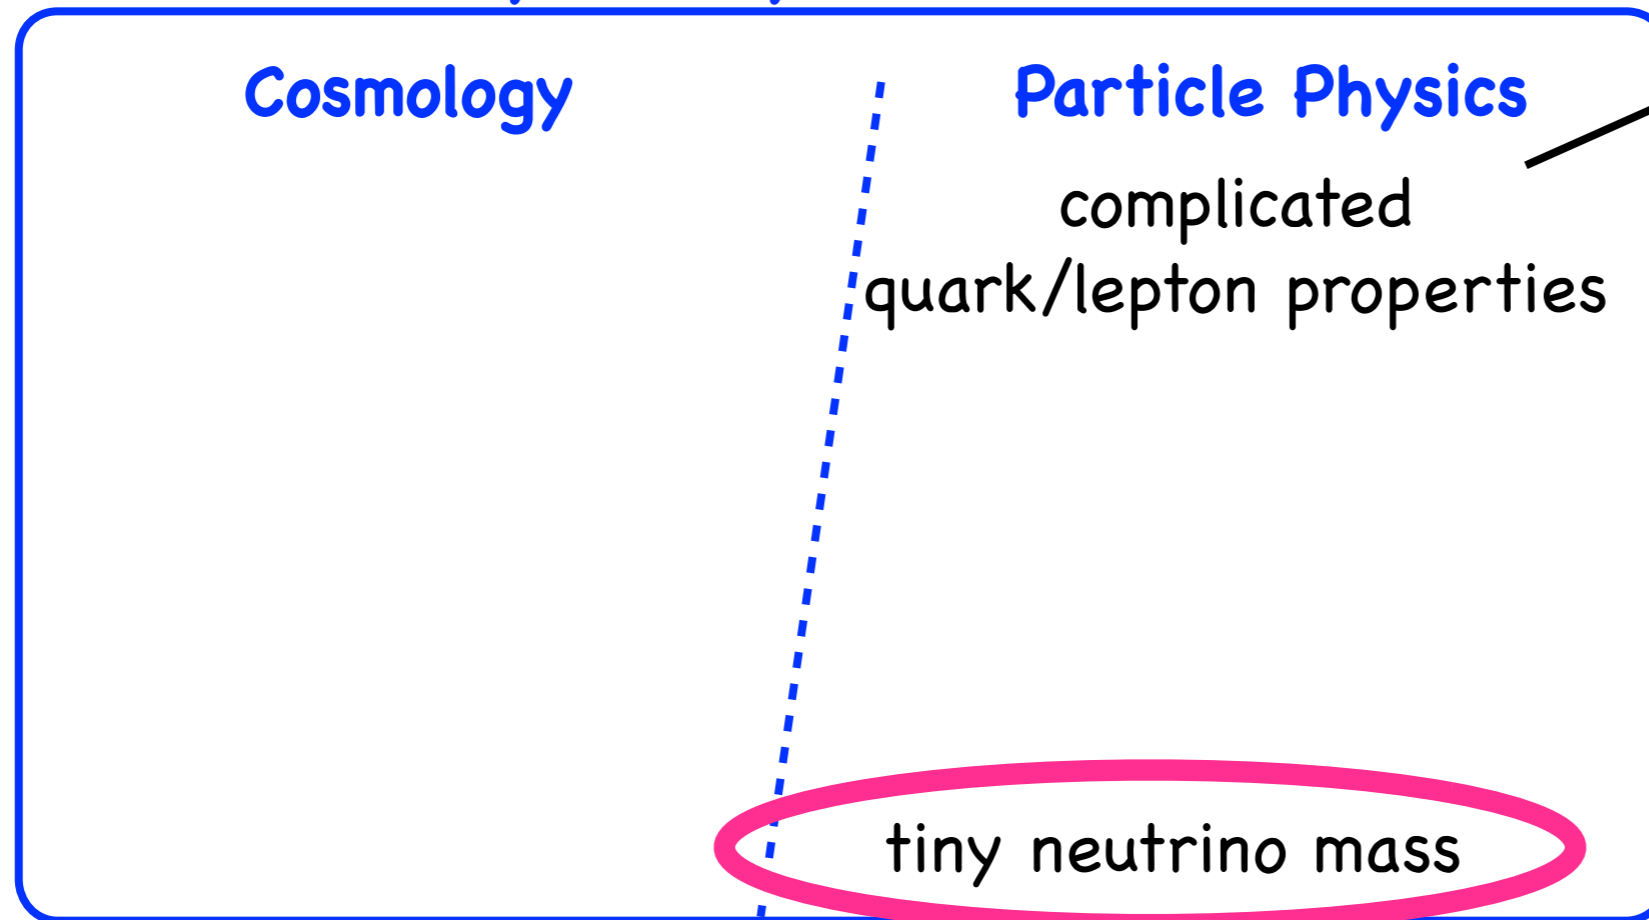 Cosmology
Particle Physics
complicated
quark/lepton properties
tiny neutrino mass